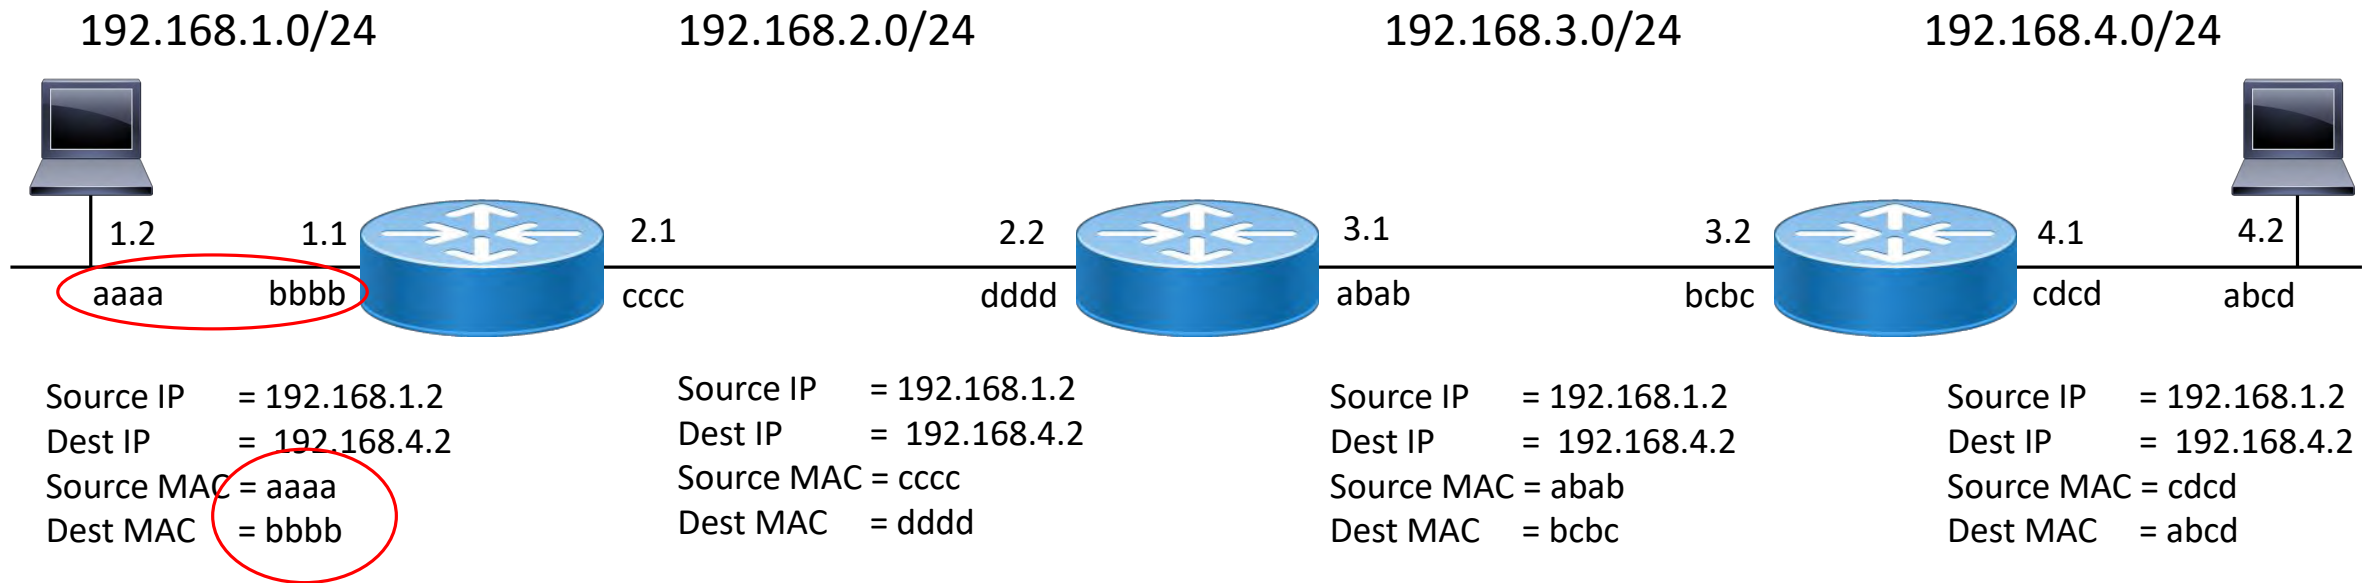 192.168.1.0/24
192.168.2.0/24
192.168.3.0/24
192.168.4.0/24
1.2
1.1
2.1
2.2
3.1
3.2
4.1
4.2
aaaa
bbbb
cccc
dddd
abab
bcbc
cdcd
abcd
Source IP = 192.168.1.2
Dest IP = 192.168.4.2
Source MAC = aaaa
Dest MAC = bbbb
Source IP = 192.168.1.2
Dest IP = 192.168.4.2
Source MAC = cccc
Dest MAC = dddd
Source IP = 192.168.1.2
Dest IP = 192.168.4.2
Source MAC = abab
Dest MAC = bcbc
Source IP = 192.168.1.2
Dest IP = 192.168.4.2
Source MAC = cdcd
Dest MAC = abcd